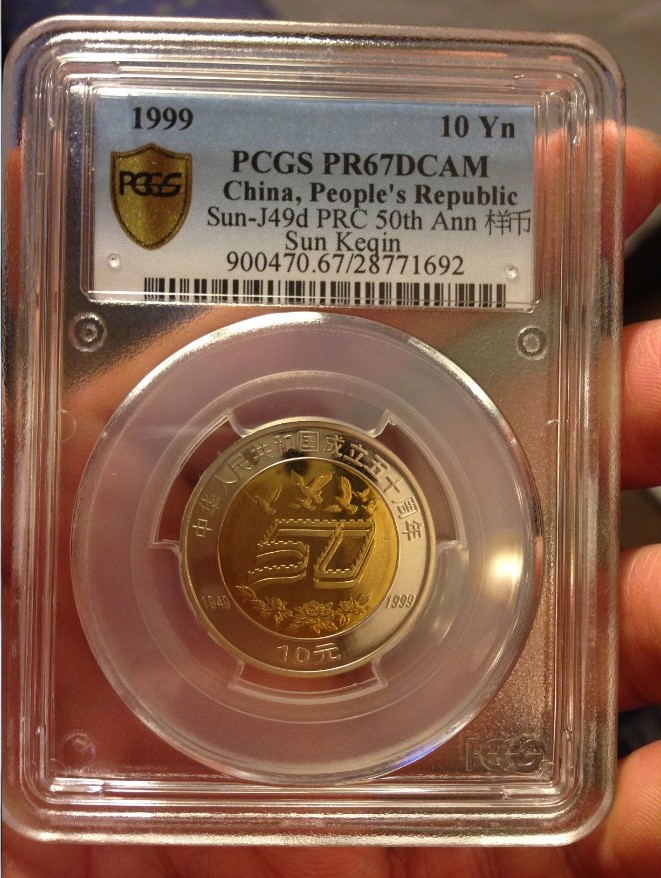 1999 10 Yn
PCGS PCGS PR67DCAM
China, People's Republic
Sun-J49d PRC 50th Ann 样币
Sun Keqin
900470.67/28771692
中华人民共和国成立五十周年
50
1949 1999
10元
PCGS